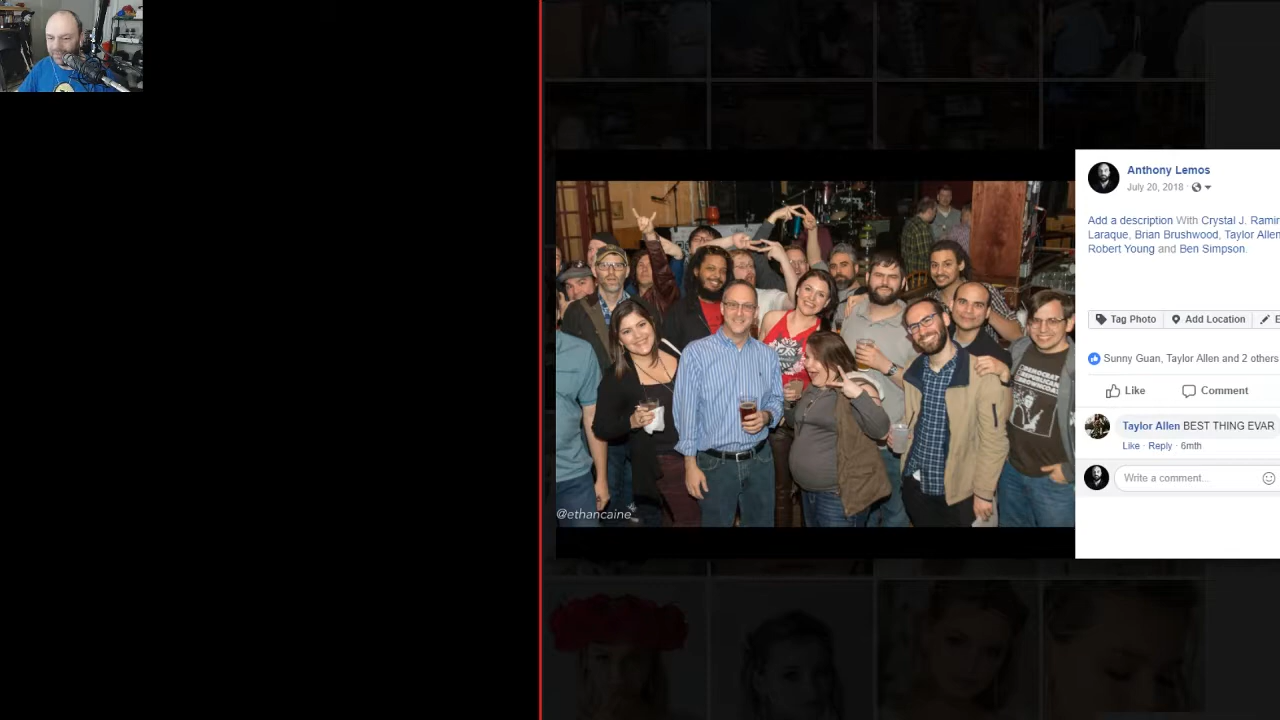 Anthony Lemos
July 20, 2018
Add a description With Crystal J.
Laraque, Brian Brushwood, Taylor Allen
Robert Young and Ben Simpson.
Tag Photo
Add Location
Sunny Guan, Taylor Allen and 2 others
Like
Comment
Taylor Allen BEST THING EVAR
Like · Reply · 6mth
Write a comment...
DEMOCRAT
REPUBLICAN
BROWNCOAT
@ethancaine